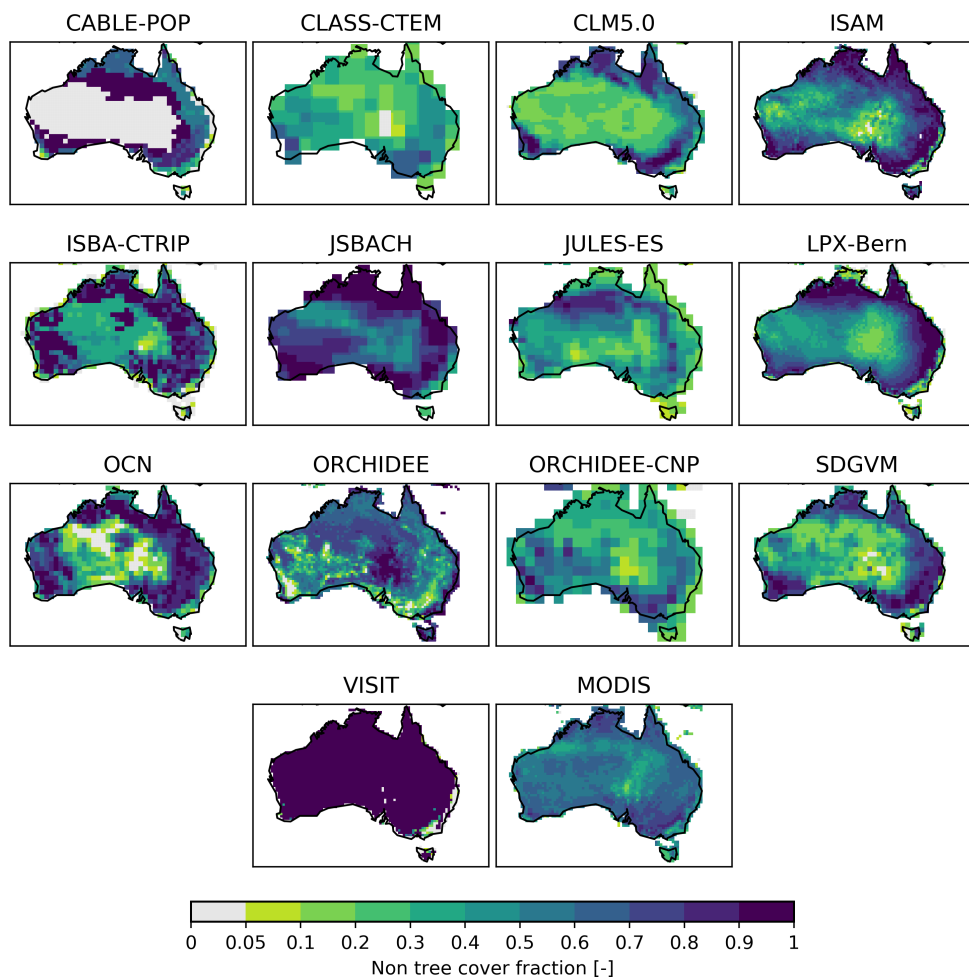 CABLE-POP CLASS-CTEM CLM5.0 ISAM
ISBA-CTRIP JSBACH JULES-ES LPX-Bern
OCN ORCHIDEE ORCHIDEE-CNP SDGVM
VISIT MODIS
0 0.05 0.1 0.2 0.3 0.4 0.5 0.6 0.7 0.8 0.9 1
Non tree cover fraction [-]